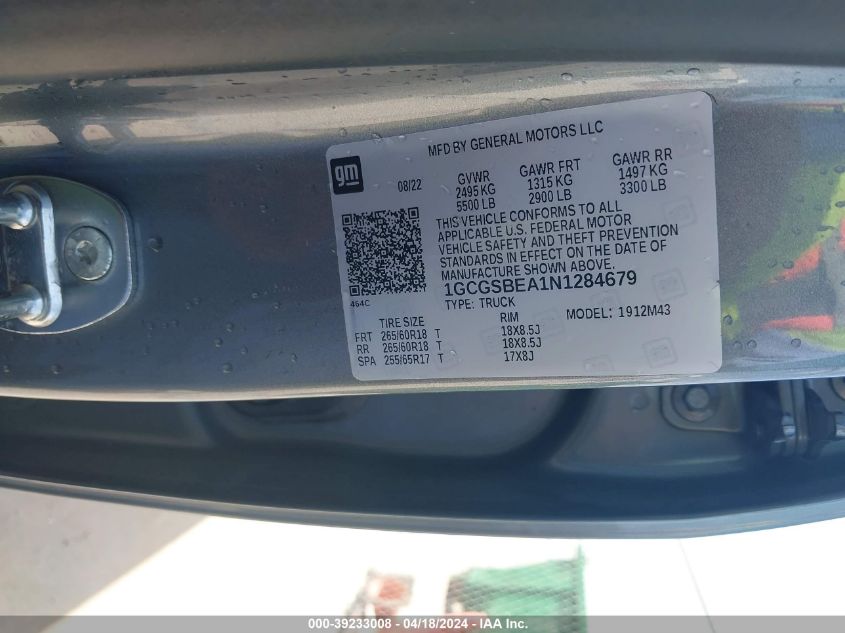 MFD BY GENERAL MOTORS LLC
gm
08/22 GVWR GAWR FRT GAWR RR
2495 KG 1315 KG 1497 KG
5500 LB 2900 LB 3300 LB
THIS VEHICLE CONFORMS TO ALL
APPLICABLE U.S. FEDERAL MOTOR
VEHICLE SAFETY AND THEFT PREVENTION
STANDARDS IN EFFECT ON THE DATE OF
MANUFACTURE SHOWN ABOVE.
1GCGSBEA1N1284679
464C
TYPE: TRUCK MODEL: 1912M43
TIRE SIZE RIM
FRT 265/60R18 T 18X8.5J
RR 265/60R18 T 18X8.5J
SPA 255/65R17 T 17X8J
000-39233008 - 04/18/2024 - IAA Inc.